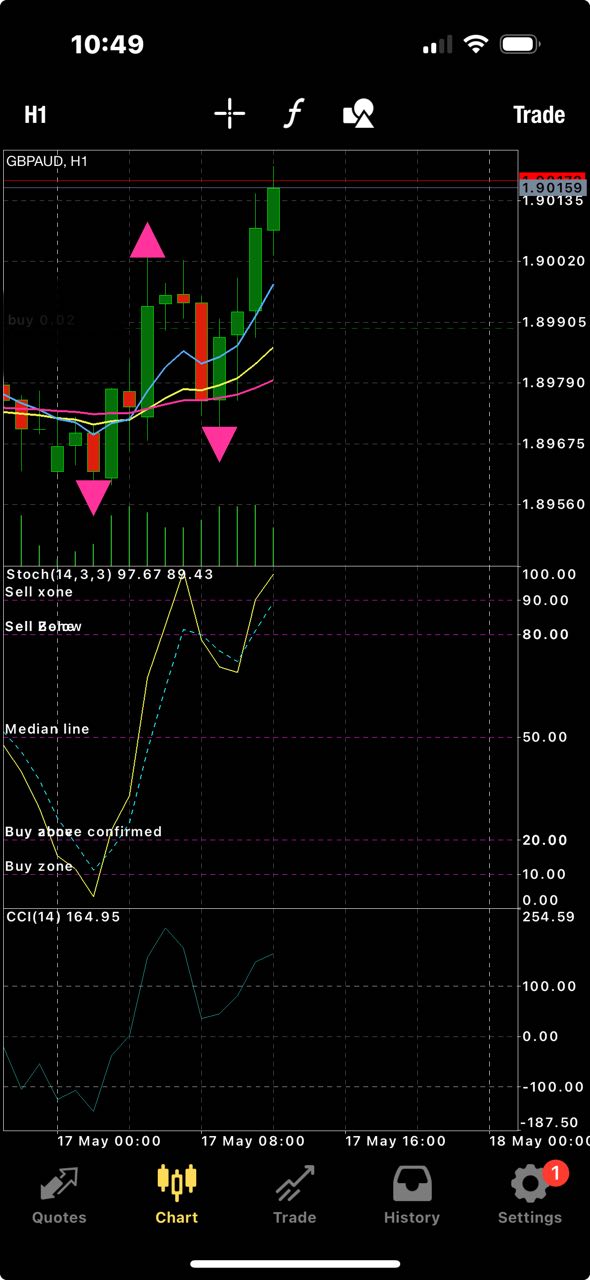 10:49
H1
f
Trade
GBPAUD, H1
1.90159
1.90135
1.90020
buy 0.02
1.89905
1.89790
1.89675
1.89560
Stoch(14,3,3) 97.67 89.43
100.00
Sell xone
90.00
Sell
80.00
Median line
50.00
Buy above confirmed
20.00
Buy zone
10.00
0.00
CCI(14) 164.95
254.59
100.00
0.00
-100.00
-187.50
17 May 00:00
17 May 08:00
17 May 16:00
18 May 00:0
1
Quotes
Chart
Trade
History
Settings